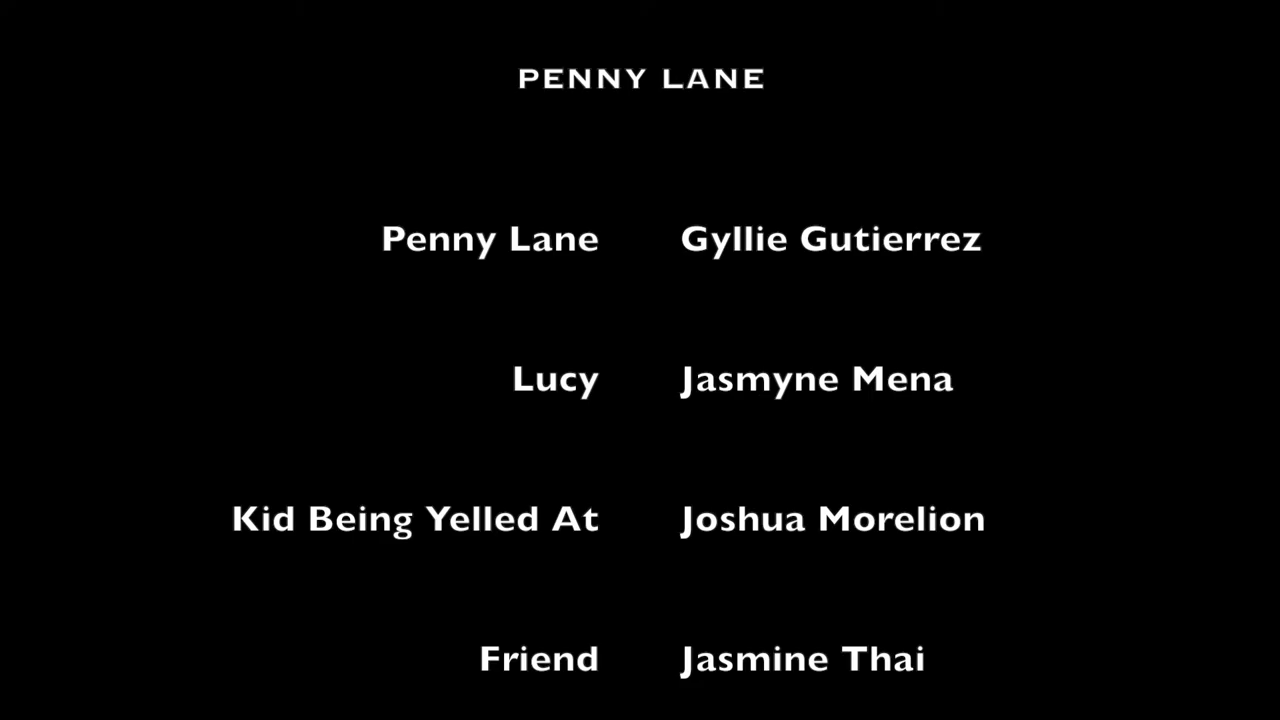 PENNY LANE
Penny Lane Gyllie Gutierrez
Lucy Jasmyne Mena
Kid Being Yelled At Joshua Morelion
Friend Jasmine Thai